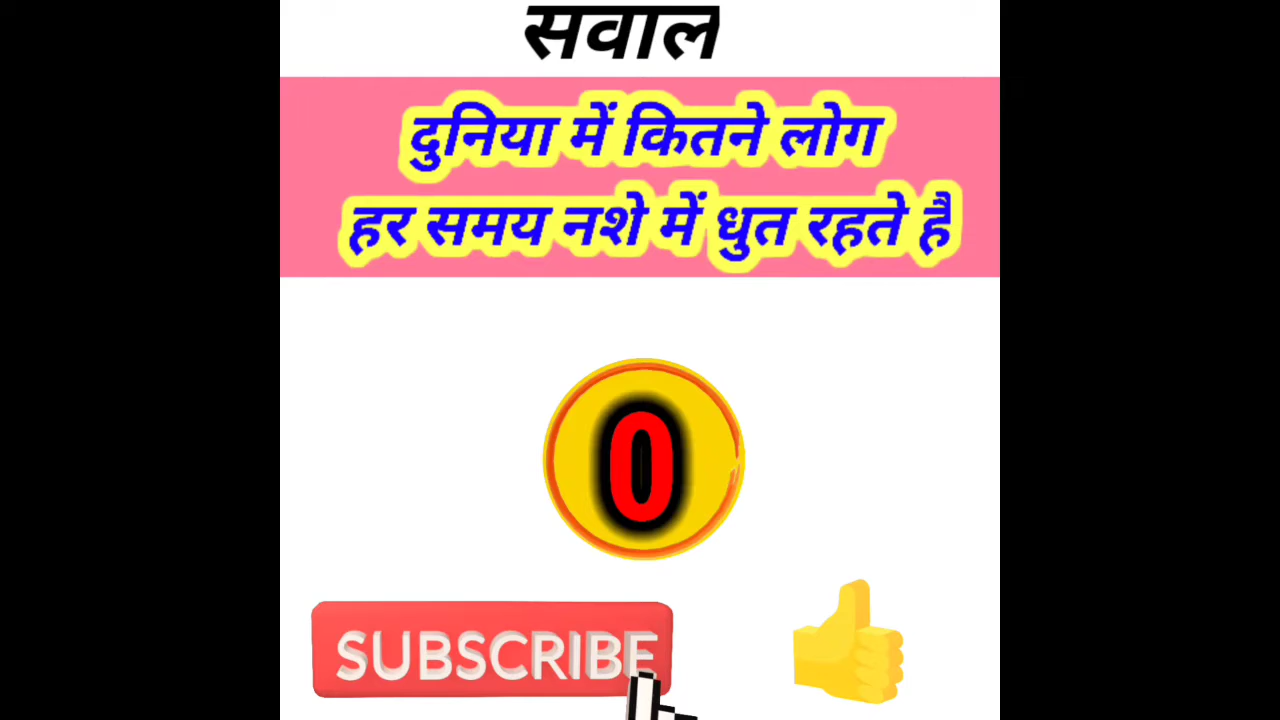 सवाल
दुनिया में कितने लोग
हर समय नशे में धुत रहते है
0
SUBSCRIBE